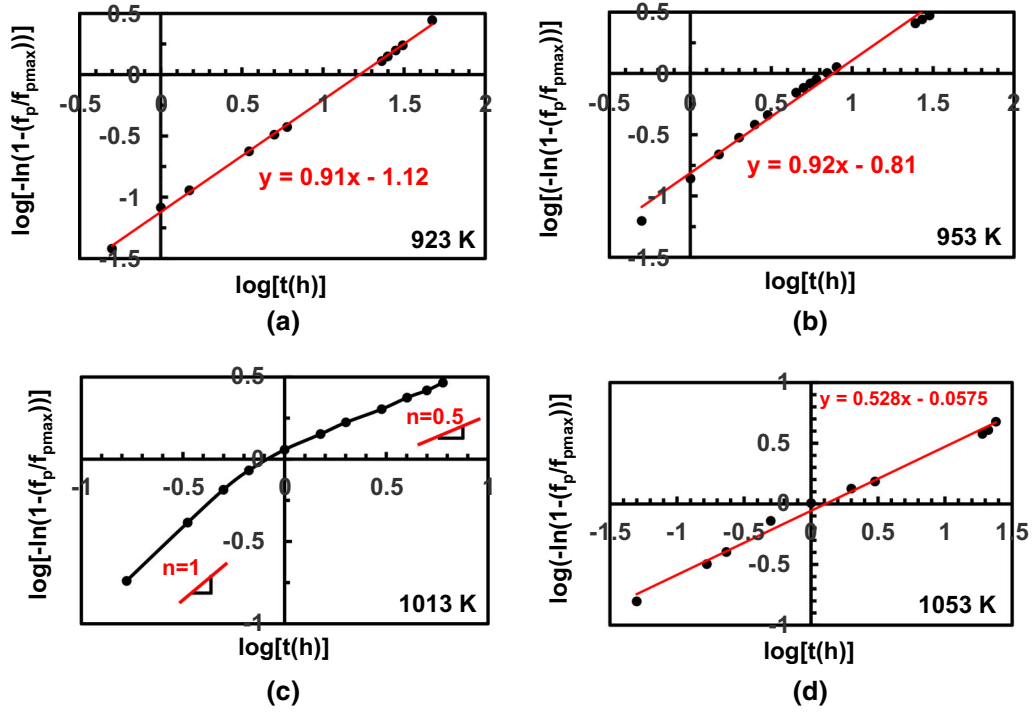 log[-ln(1-(fp/fpmax))]
0.5
0
-0.5
0
0.5
1
1.5
2
-0.5
-1
-1.5
y = 0.91x - 1.12
923 K
log[t(h)]
(a)
log[(-ln(1-(fp/fpmax))]
0.5
0
-0.5
0
0.5
1
1.5
-0.5
-1
-1.5
y = 0.92x - 0.81
953 K
log[t(h)]
(b)
log[-ln(1-(fp/fpmax))]
0.5
0
-1
-0.5
0
0.5
1
-0.5
-1
n=0.5
n=1
1013 K
log[t(h)]
(c)
log(-ln(1-(fp/fpmax))]
1
0.5
0
-1.5
-1
-0.5
0
0.5
1
1.5
-0.5
-1
y = 0.528x - 0.0575
1053 K
log[t(h)]
(d)